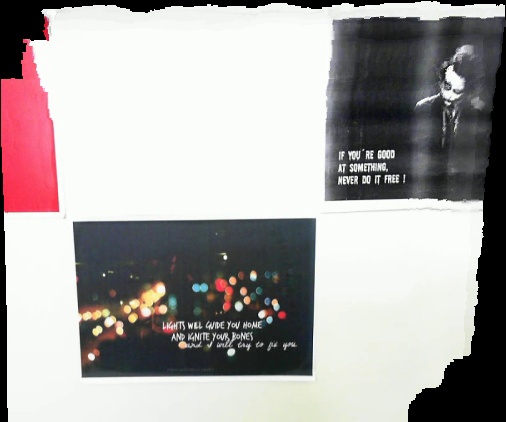 IF YOU'RE GOOD
AT SOMETHING,
NEVER DO IT FREE !
LIGHTS WILL GUIDE YOU HOME
AND IGNITE YOUR BONES
and I will try to fix you